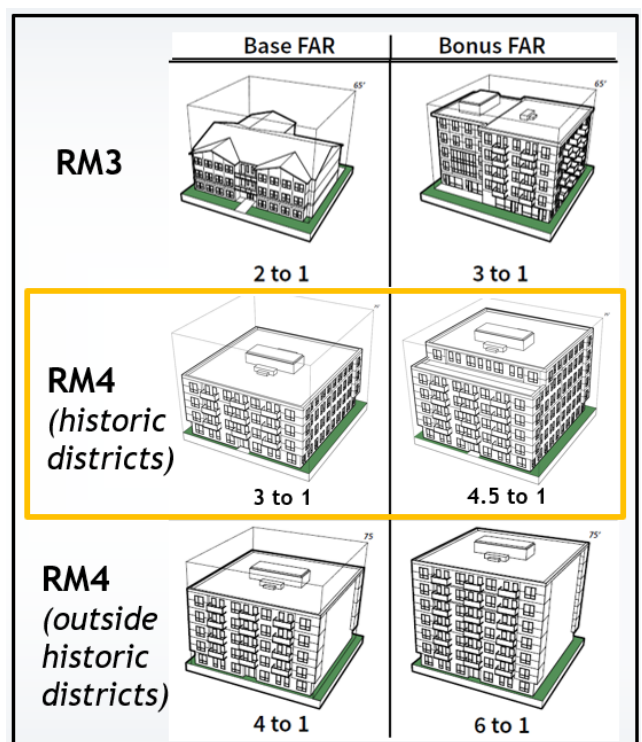 Base FAR Bonus FAR
65' 65'
RM3
2 to 1 3 to 1
RM4
(historic
districts)
3 to 1 4.5 to 1
75 75'
RM4
(outside
historic
districts)
4 to 1 6 to 1